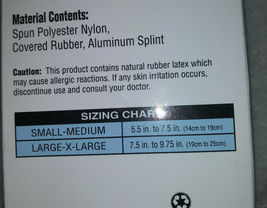 Material Contents:
Spun Polyester Nylon,
Covered Rubber, Aluminum Splint
Caution: This product contains natural rubber latex which
may cause allergic reactions. If any skin irritation occurs,
discontinue use and consult your doctor.
SIZING CHART
SMALL-MEDIUM 5.5 in. to 7.5 in. (14cm to 19cm)
LARGE-X-LARGE 7.5 in. to 9.75 in. (19cm to 25cm)